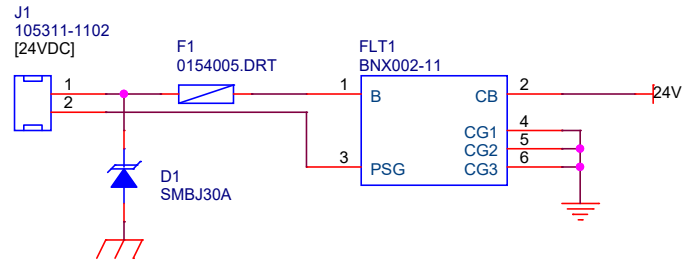 J1
105311-1102
[24VDC]
1
2
F1
0154005.DRT
FLT1
BNX002-11
1
B
CB
2
24V
CG1
4
CG2
5
CG3
6
3
PSG
D1
SMBJ30A